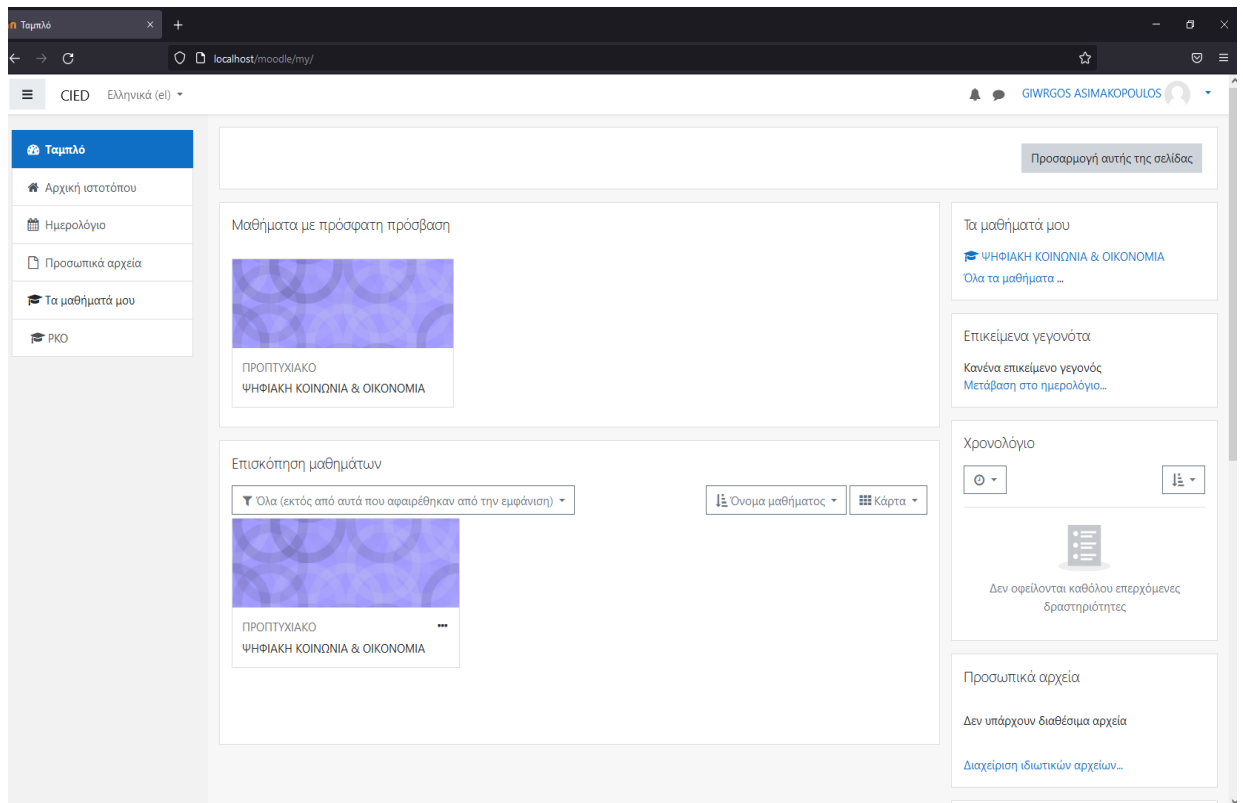 Ταμπλό
localhost/moodle/my/
CIED Ελληνικά (el)
GIWRGOS ASIMAKOPOULOS
Ταμπλό
Αρχική ιστοτόπου
Ημερολόγιο
Προσωπικά αρχεία
Τα μαθήματά μου
PKO
Προσαρμογή αυτής της σελίδας
Μαθήματα με πρόσφατη πρόσβαση
ΠΡΟΠΤΥΧΙΑΚΟ
ΨΗΦΙΑΚΗ ΚΟΙΝΩΝΙΑ & ΟΙΚΟΝΟΜΙΑ
Επισκόπηση μαθημάτων
Όλα (εκτός από αυτά που αφαιρέθηκαν από την εμφάνιση)
Όνομα μαθήματος
Κάρτα
ΠΡΟΠΤΥΧΙΑΚΟ
ΨΗΦΙΑΚΗ ΚΟΙΝΩΝΙΑ & ΟΙΚΟΝΟΜΙΑ
Τα μαθήματά μου
ΨΗΦΙΑΚΗ ΚΟΙΝΩΝΙΑ & ΟΙΚΟΝΟΜΙΑ
Όλα τα μαθήματα ...
Επικείμενα γεγονότα
Κανένα επικείμενο γεγονός
Μετάβαση στο ημερολόγιο...
Χρονολόγιο
Δεν οφείλονται καθόλου επερχόμενες
δραστηριότητες
Προσωπικά αρχεία
Δεν υπάρχουν διαθέσιμα αρχεία
Διαχείριση ιδιωτικών αρχείων...